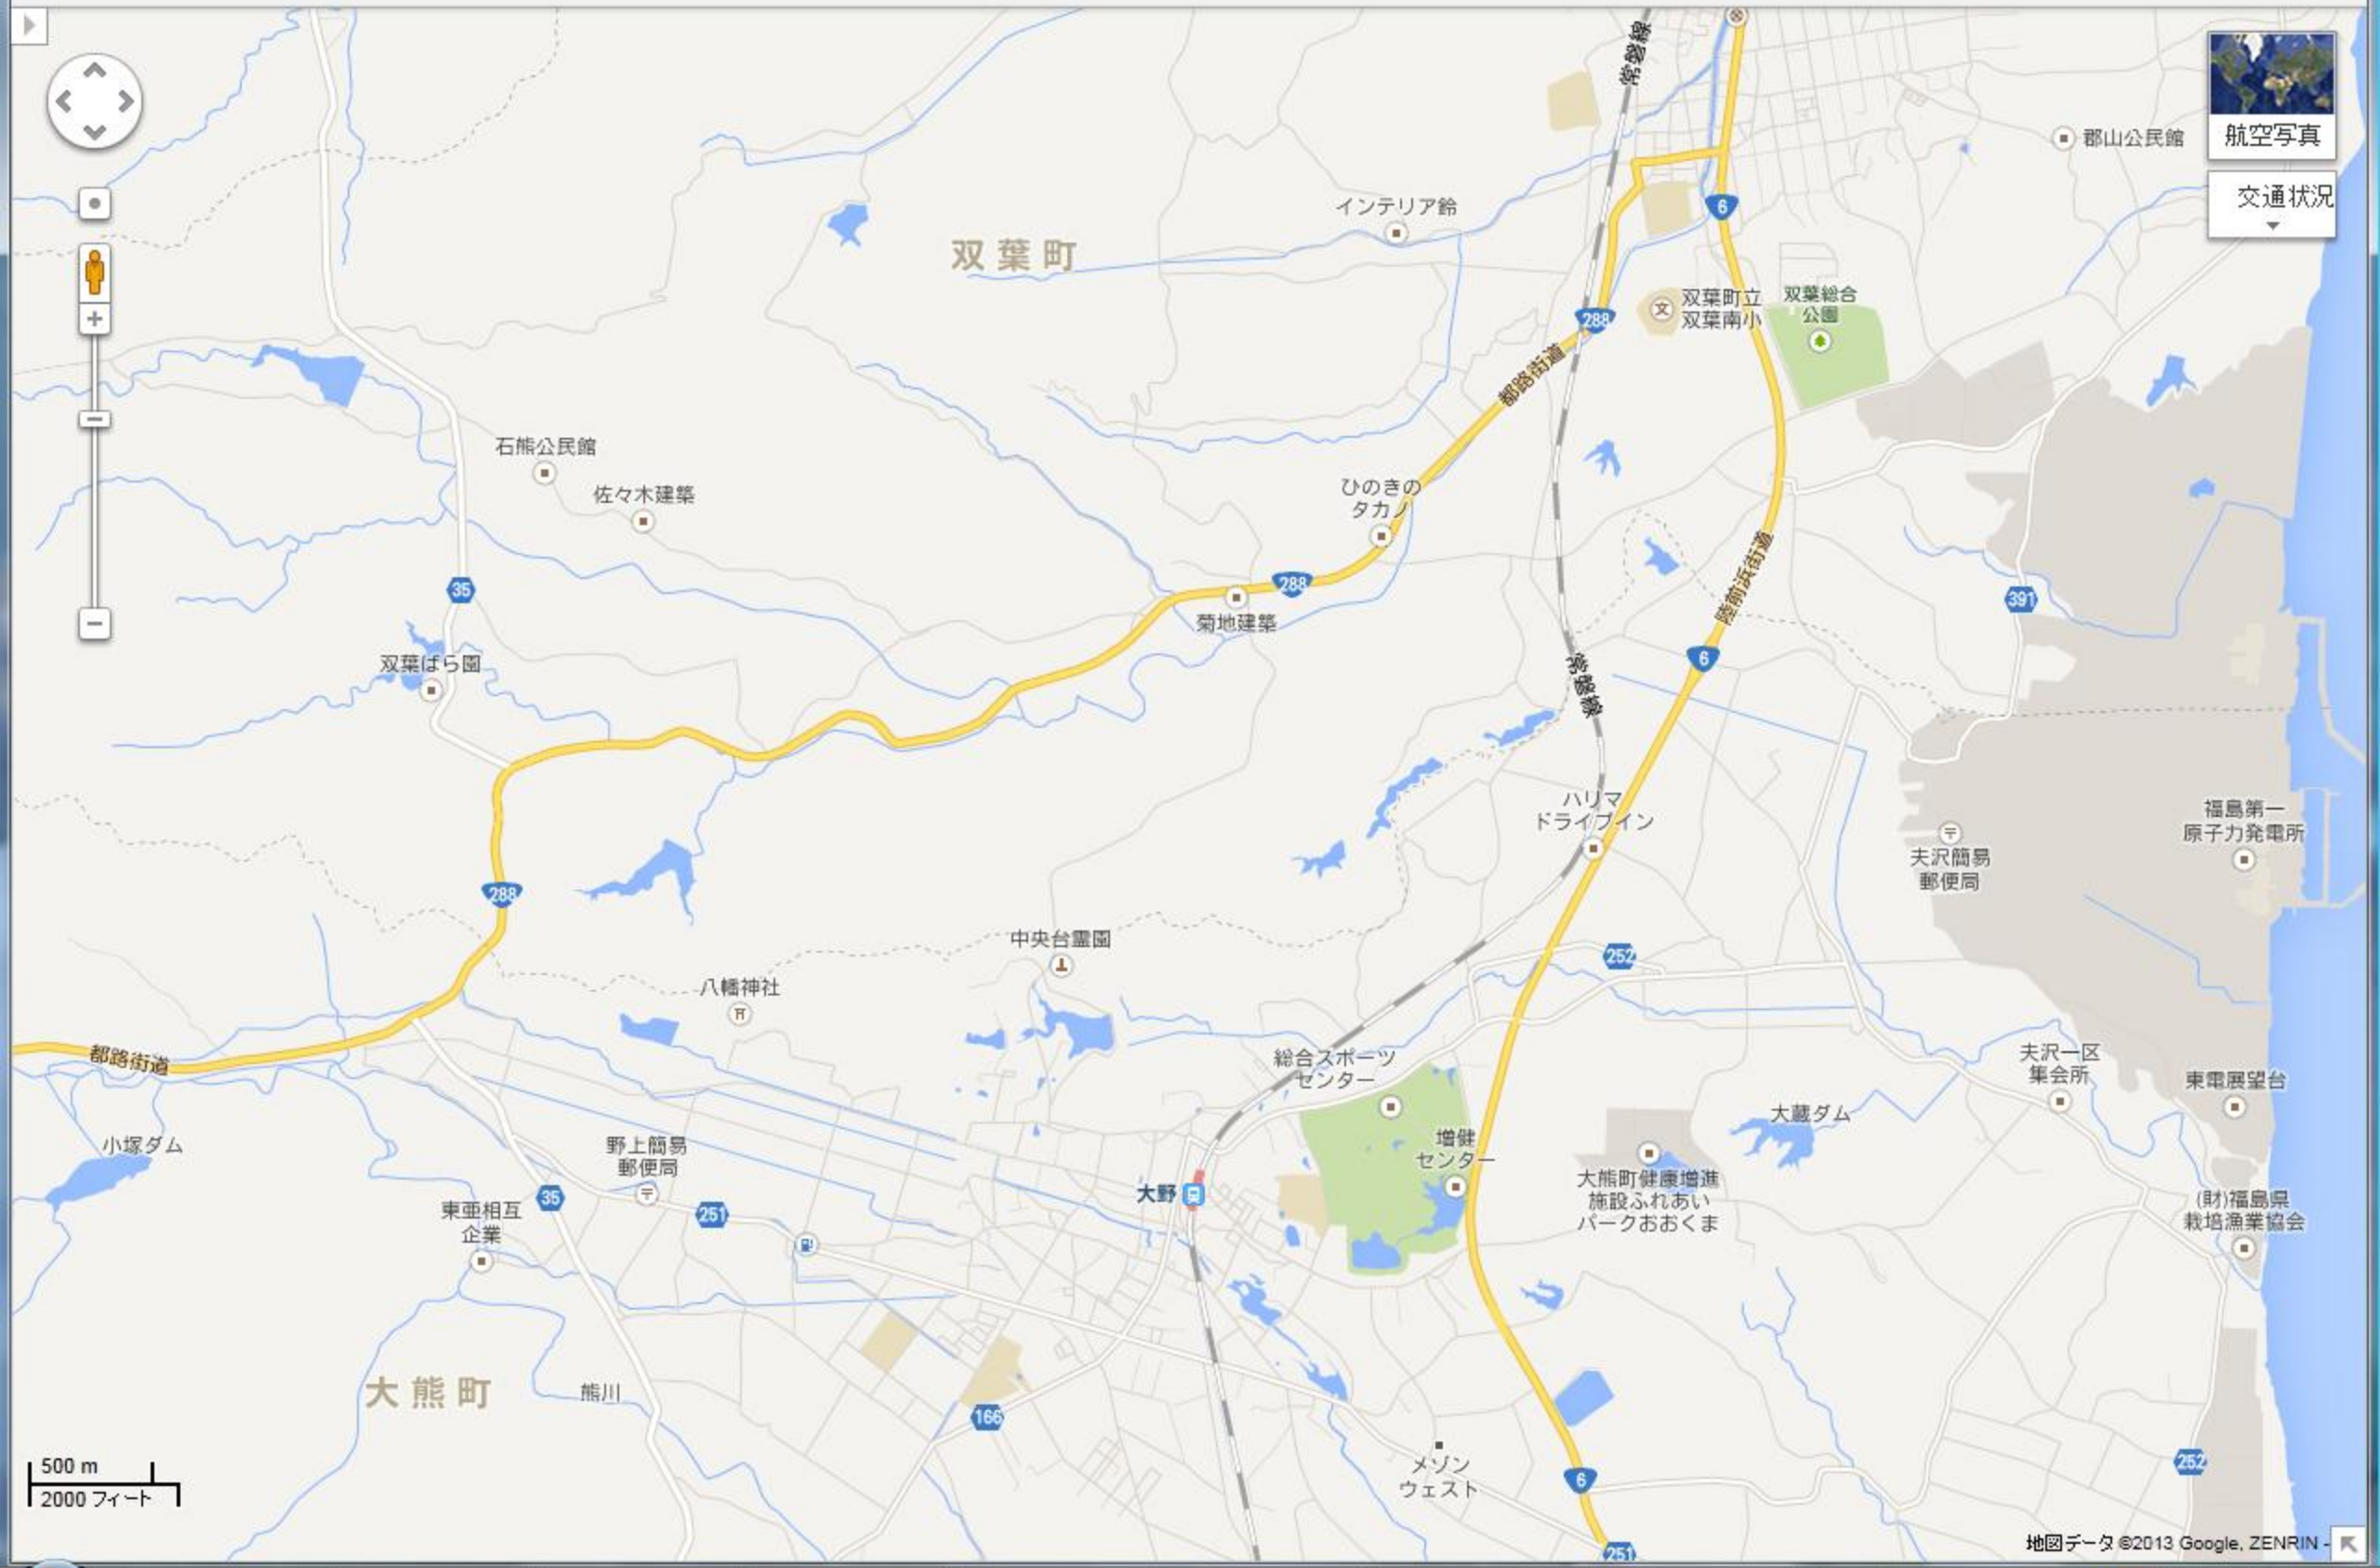 常磐線
航空写真
郡山公民館
交通状況
インテリア鈴
6
双葉町
双葉町立
双葉南小
双葉総合
公園
288
都路街道
石熊公民館
佐々木建築
ひのきの
タカノ
陸前浜街道
35
288
菊地建築
391
双葉ばら園
6
常磐線
ハリマ
ドライブイン
福島第一
原子力発電所
夫沢簡易
郵便局
288
中央台霊園
252
八幡神社
都路街道
総合スポーツ
センター
夫沢一区
集会所
東電展望台
大蔵ダム
小塚ダム
野上簡易
郵便局
増健
センター
大熊町健康増進
施設ふれあい
パークおおくま
大野
35
251
東亜相互
企業
(財)福島県
栽培漁業協会
大熊町
熊川
166
メゾン
ウェスト
252
6
500 m
2000 フィート
251
地図データ ©2013 Google, ZENRIN -